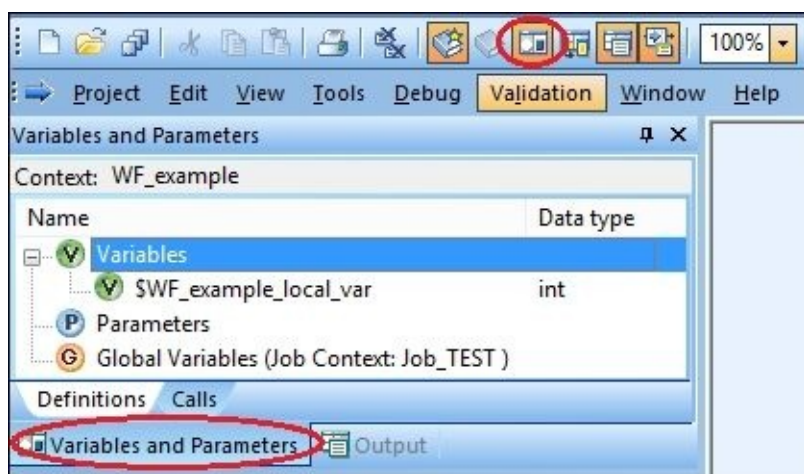 100%
Project Edit View Tools Debug Validation Window Help
Variables and Parameters
Context: WF_example
Name Data type
V Variables
V $WF_example_local_var int
P Parameters
G Global Variables (Job Context: Job_TEST )
Definitions Calls
Variables and Parameters Output